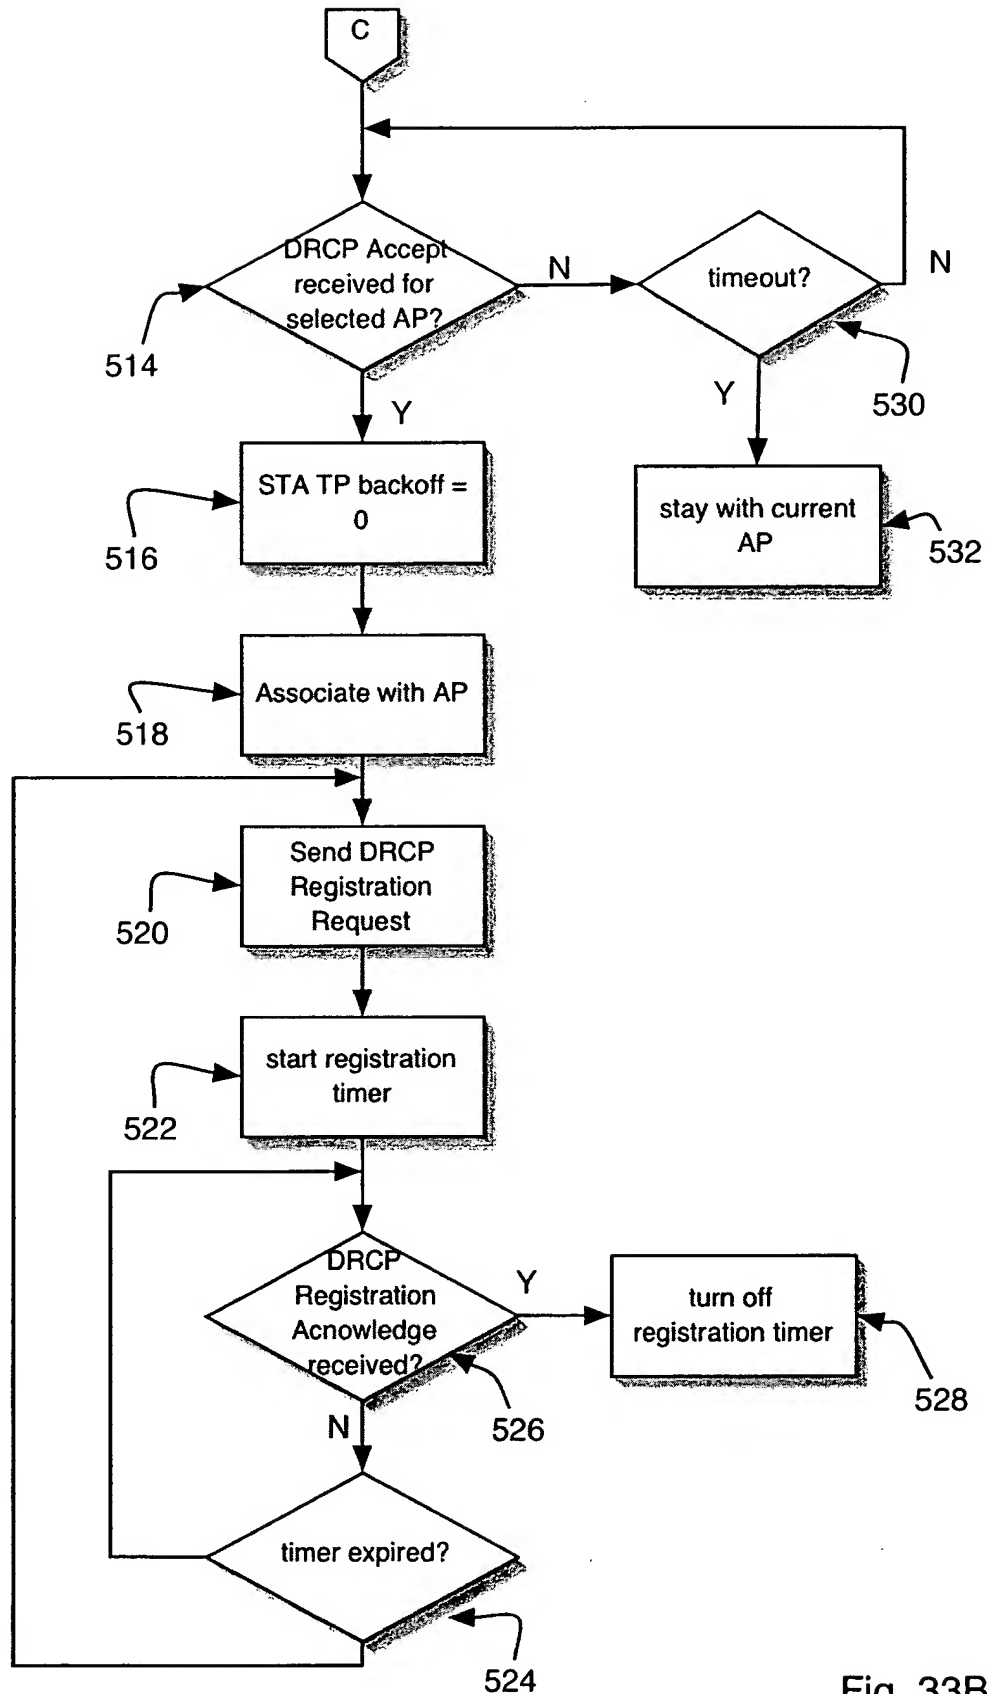 C
DRCP Accept
received for
selected AP?
N
timeout?
N
514
530
Y
Y
STA TP backoff =
0
516
stay with current
AP
532
Associate with AP
518
Send DRCP
Registration
Request
520
start registration
timer
522
DRCP
Registration
Acnowledge
received?
Y
turn off
registration timer
526
528
N
timer expired?
524
Fig. 33B